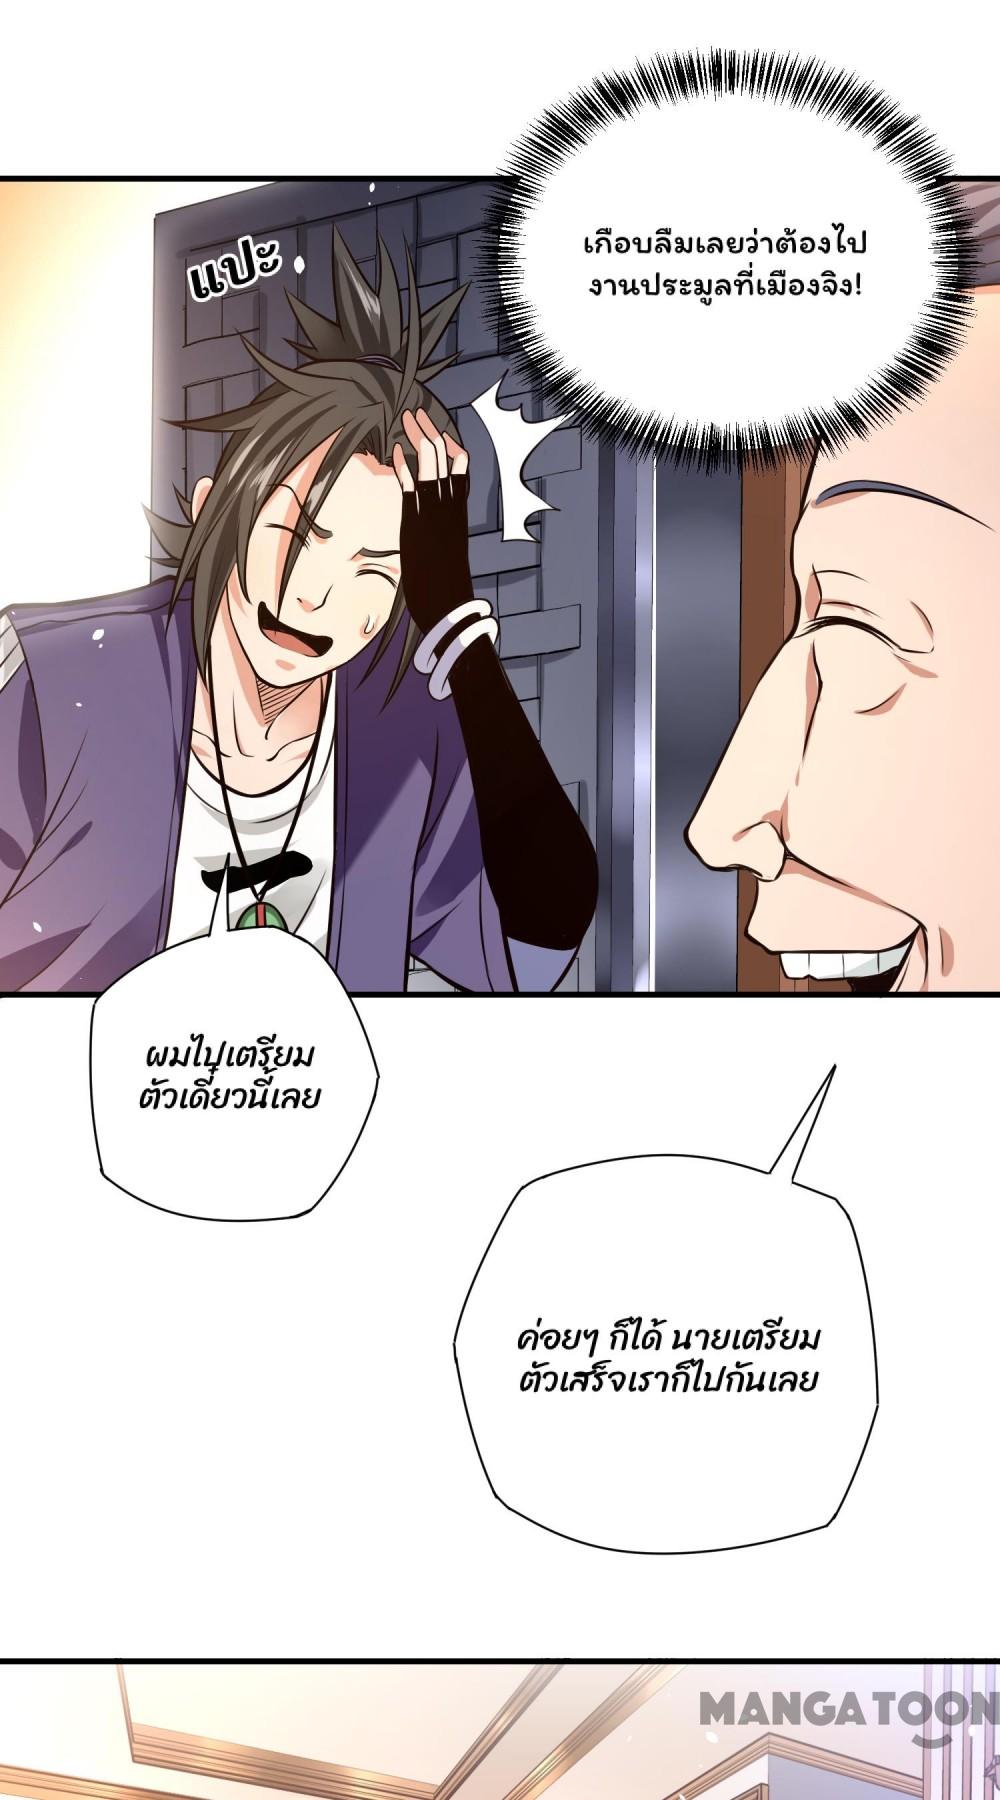 เกือบลืมเลยว่าต้องไป
งานประมูลที่เมืองจิง!
แปะ
ผมไปเตรียม
ตัวเดี๋ยวนี้เลย
ค่อยๆ ก็ได้ นายเตรียม
ตัวเสร็จเราก็ไปกันเลย
MANGATOON